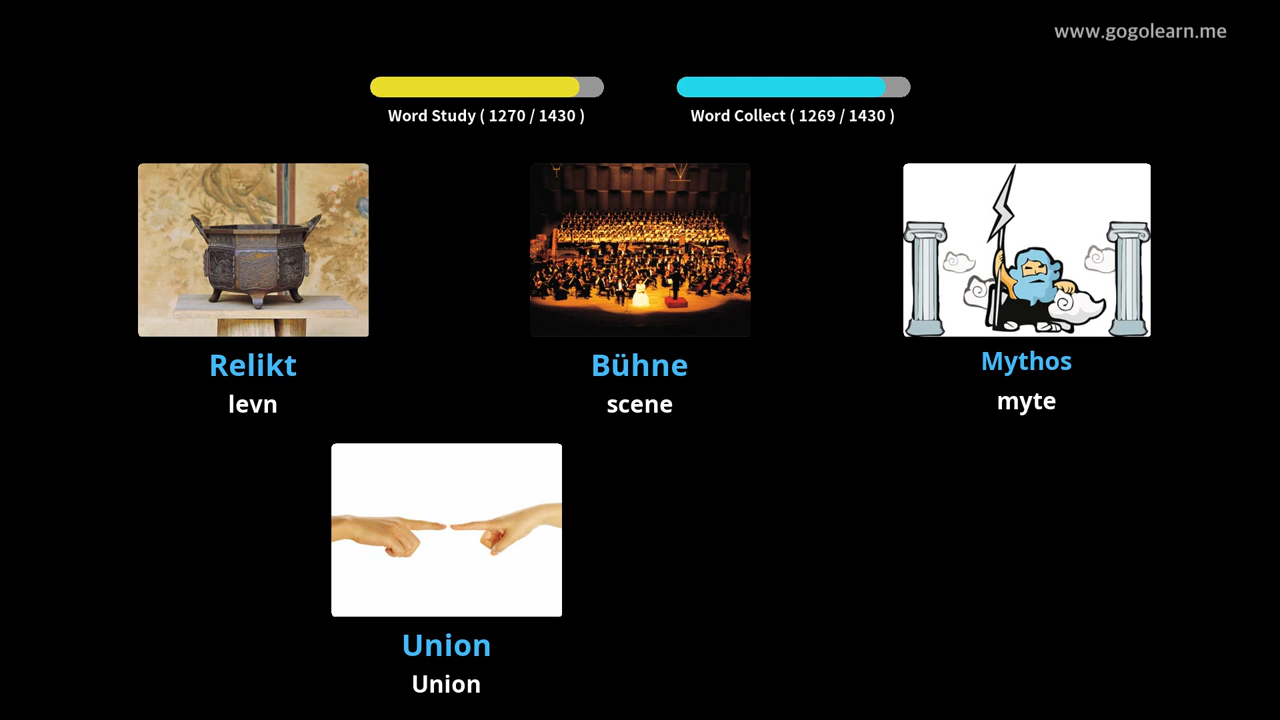 www.gogolearn.me
Word Study ( 1270 / 1430 )
Word Collect ( 1269 / 1430 )
Relikt
levn
Bühne
scene
Mythos
myte
Union
Union